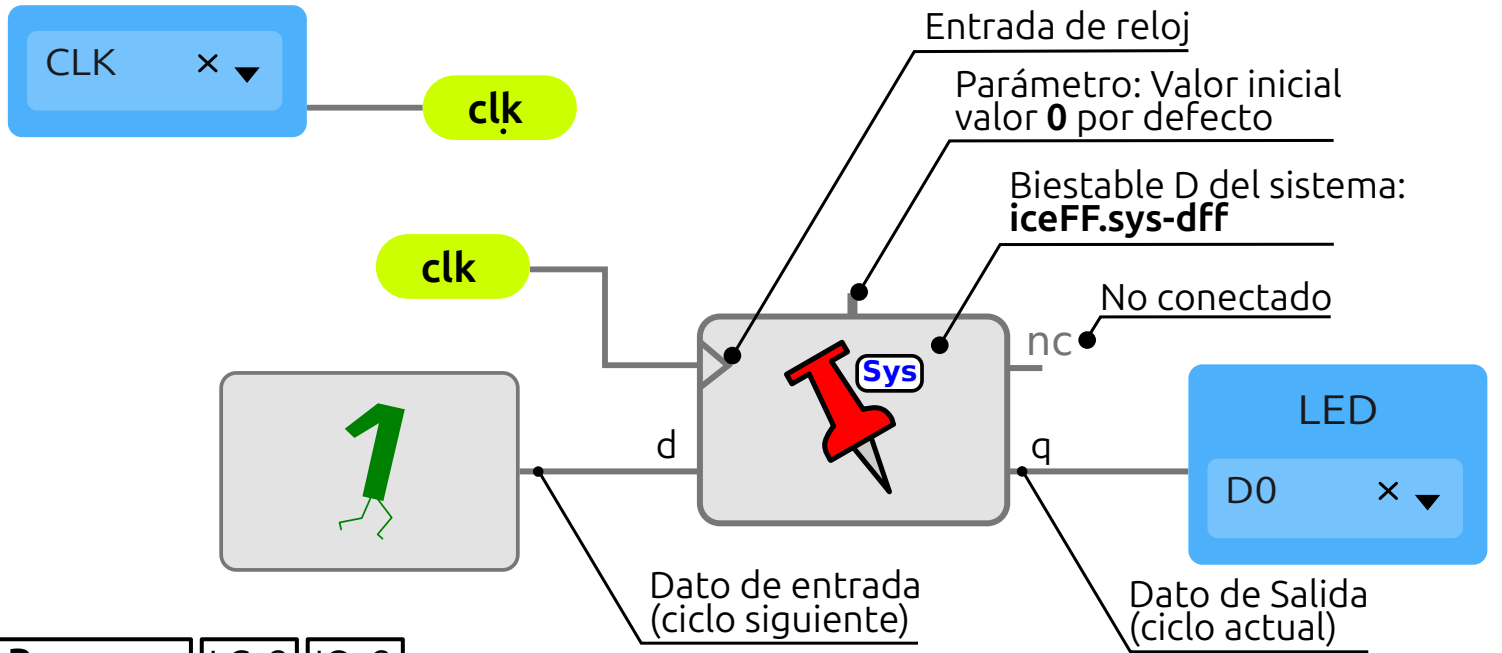 Entrada de reloj
CLK
clk
Parámetro: Valor inicial
valor 0 por defecto
Biestable D del sistema:
iceFF.sys-dff
clk
No conectado
nc
Sys
1
LED
d
q
D0
Dato de entrada
(ciclo siguiente)
Dato de Salida
(ciclo actual)